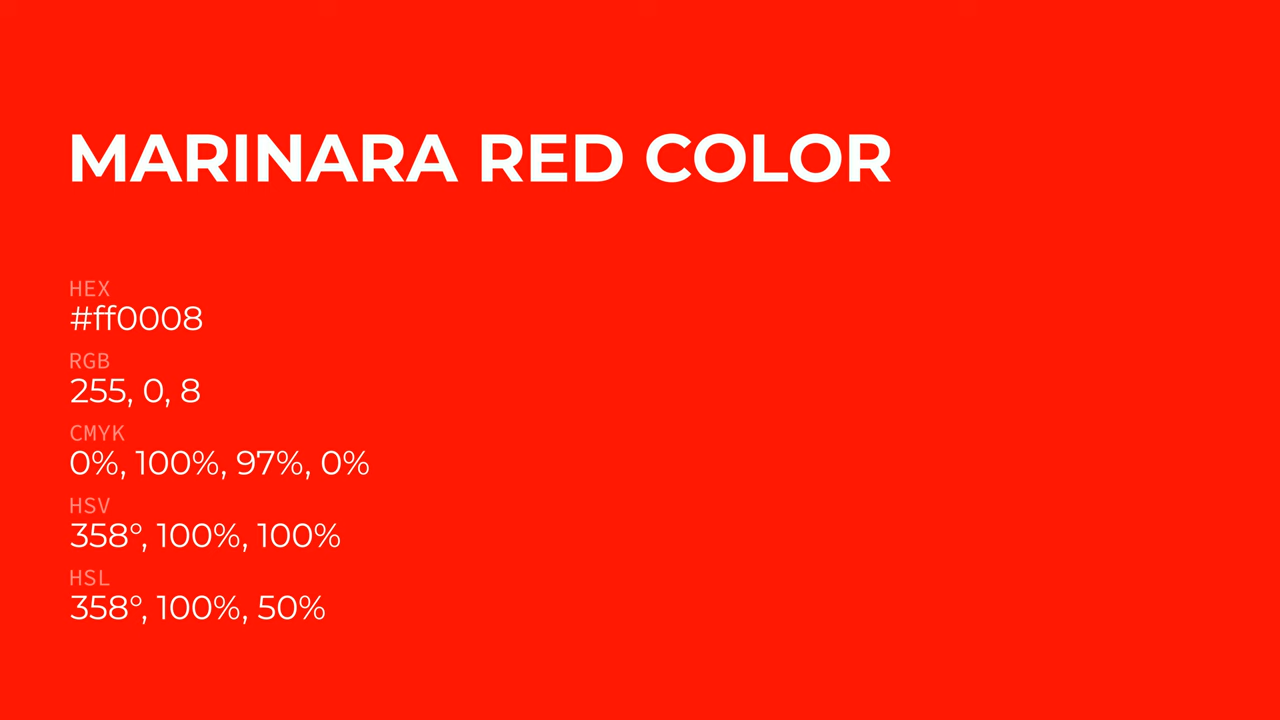 MARINARA RED COLOR
HEX
#ff0008
RGB
255, 0, 8
CMYK
0%, 100%, 97%, 0%
HSV
358°, 100%, 100%
HSL
358°, 100%, 50%